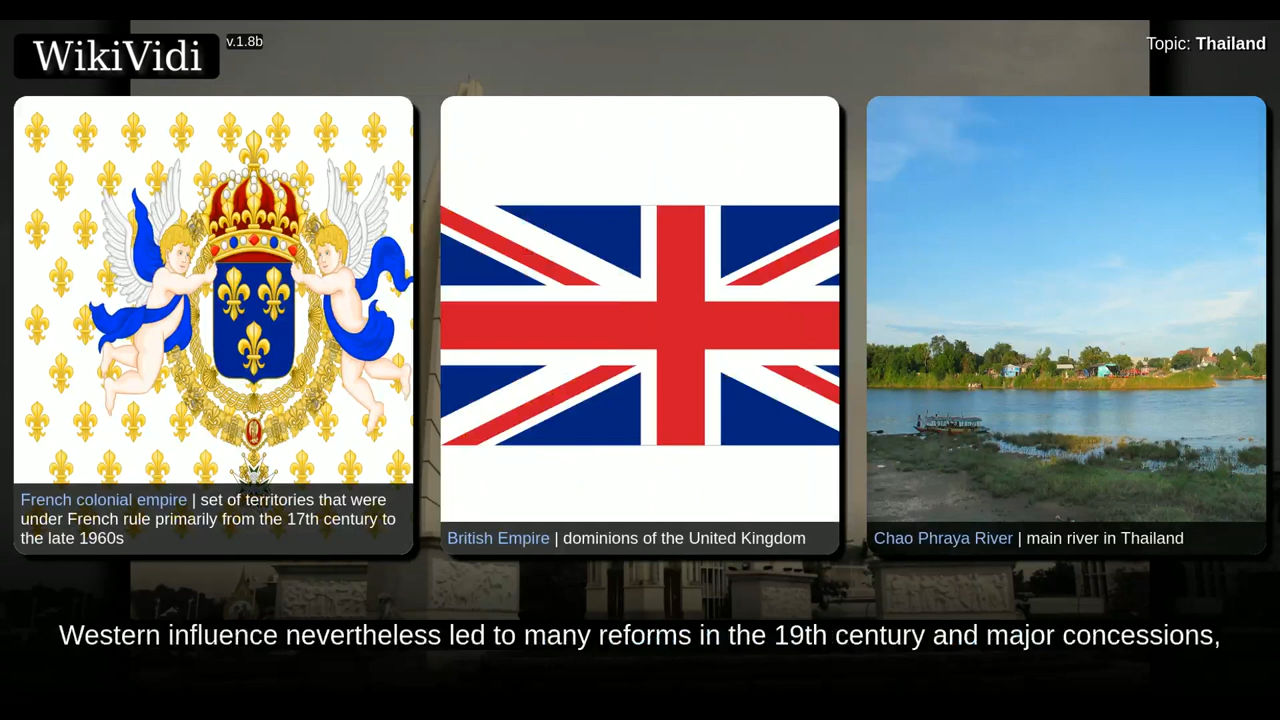 WikiVidi
v.1.8b
Topic: Thailand
French colonial empire | set of territories that were
under French rule primarily from the 17th century to
the late 1960s
British Empire | dominions of the United Kingdom
Chao Phraya River | main river in Thailand
Western influence nevertheless led to many reforms in the 19th century and major concessions,